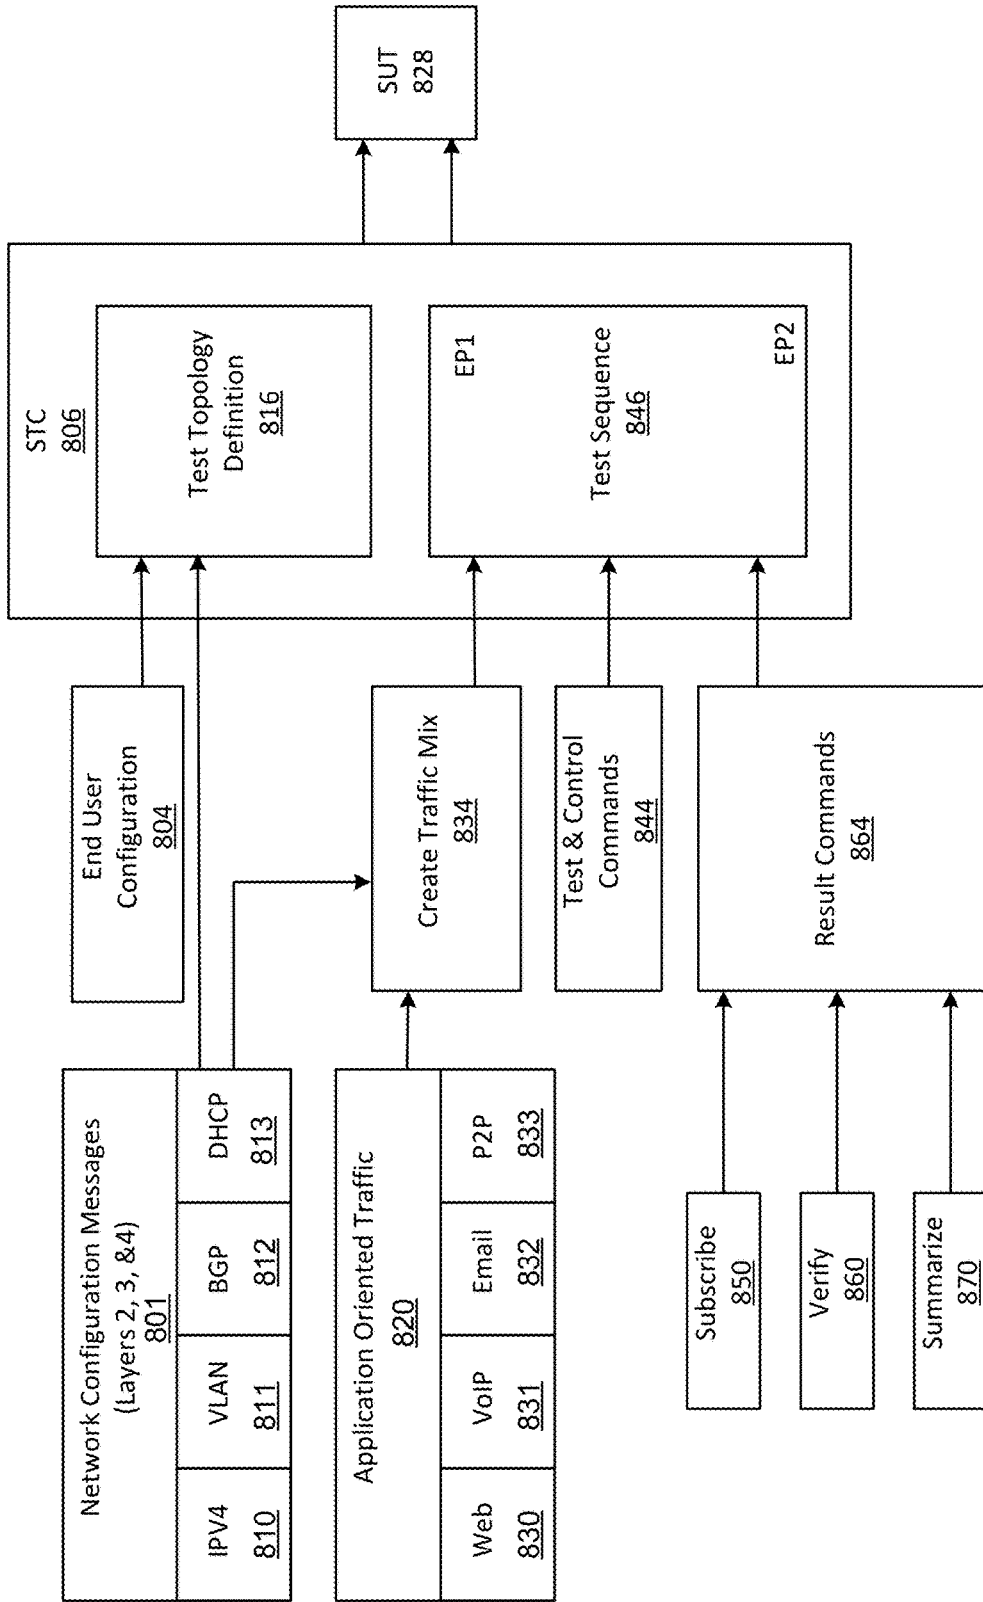 Network Configuration Messages
(Layers 2, 3, &4)
801
IPV4
810
VLAN
811
BGP
812
DHCP
813
Application Oriented Traffic
820
Web
830
VoIP
831
Email
832
P2P
833
Subscribe
850
Verify
860
Summarize
870
End User
Configuration
804
Create Traffic Mix
834
Test & Control
Commands
844
Result Commands
864
STC
806
Test Topology
Definition
816
EP1
Test Sequence
846
EP2
SUT
828